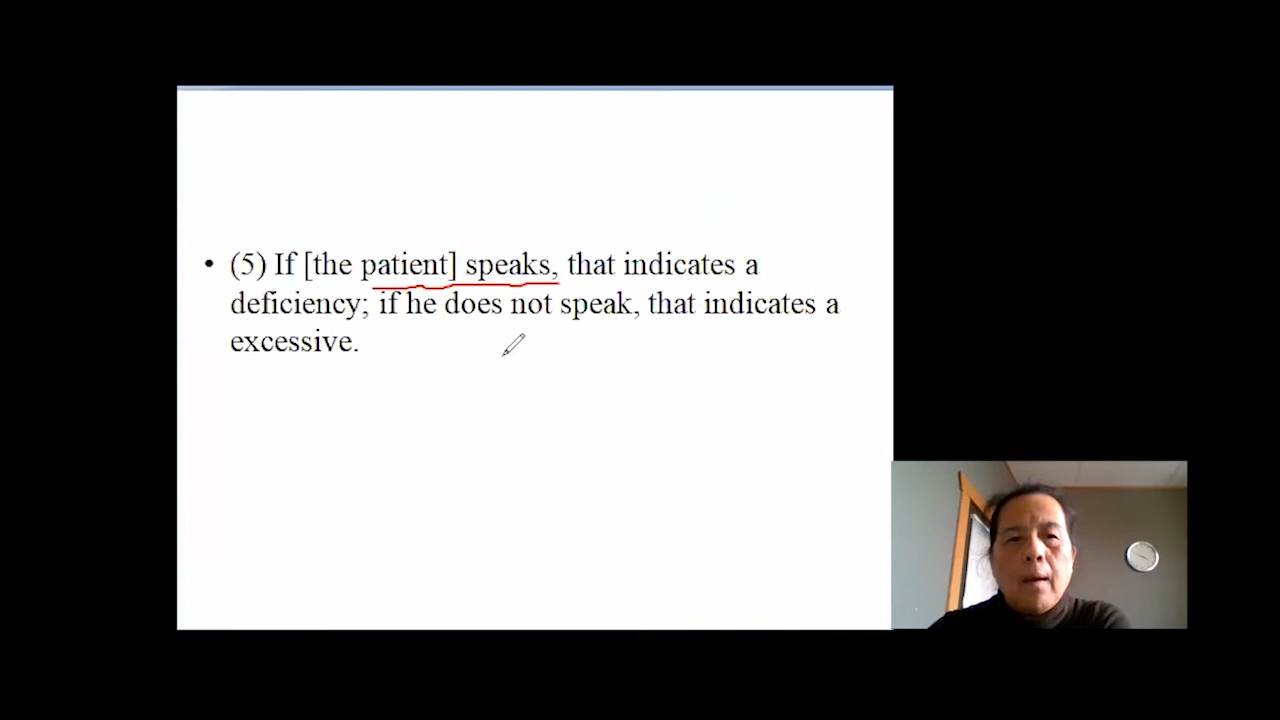 • (5) If [the patient] speaks, that indicates a
deficiency; if he does not speak, that indicates a
excessive.